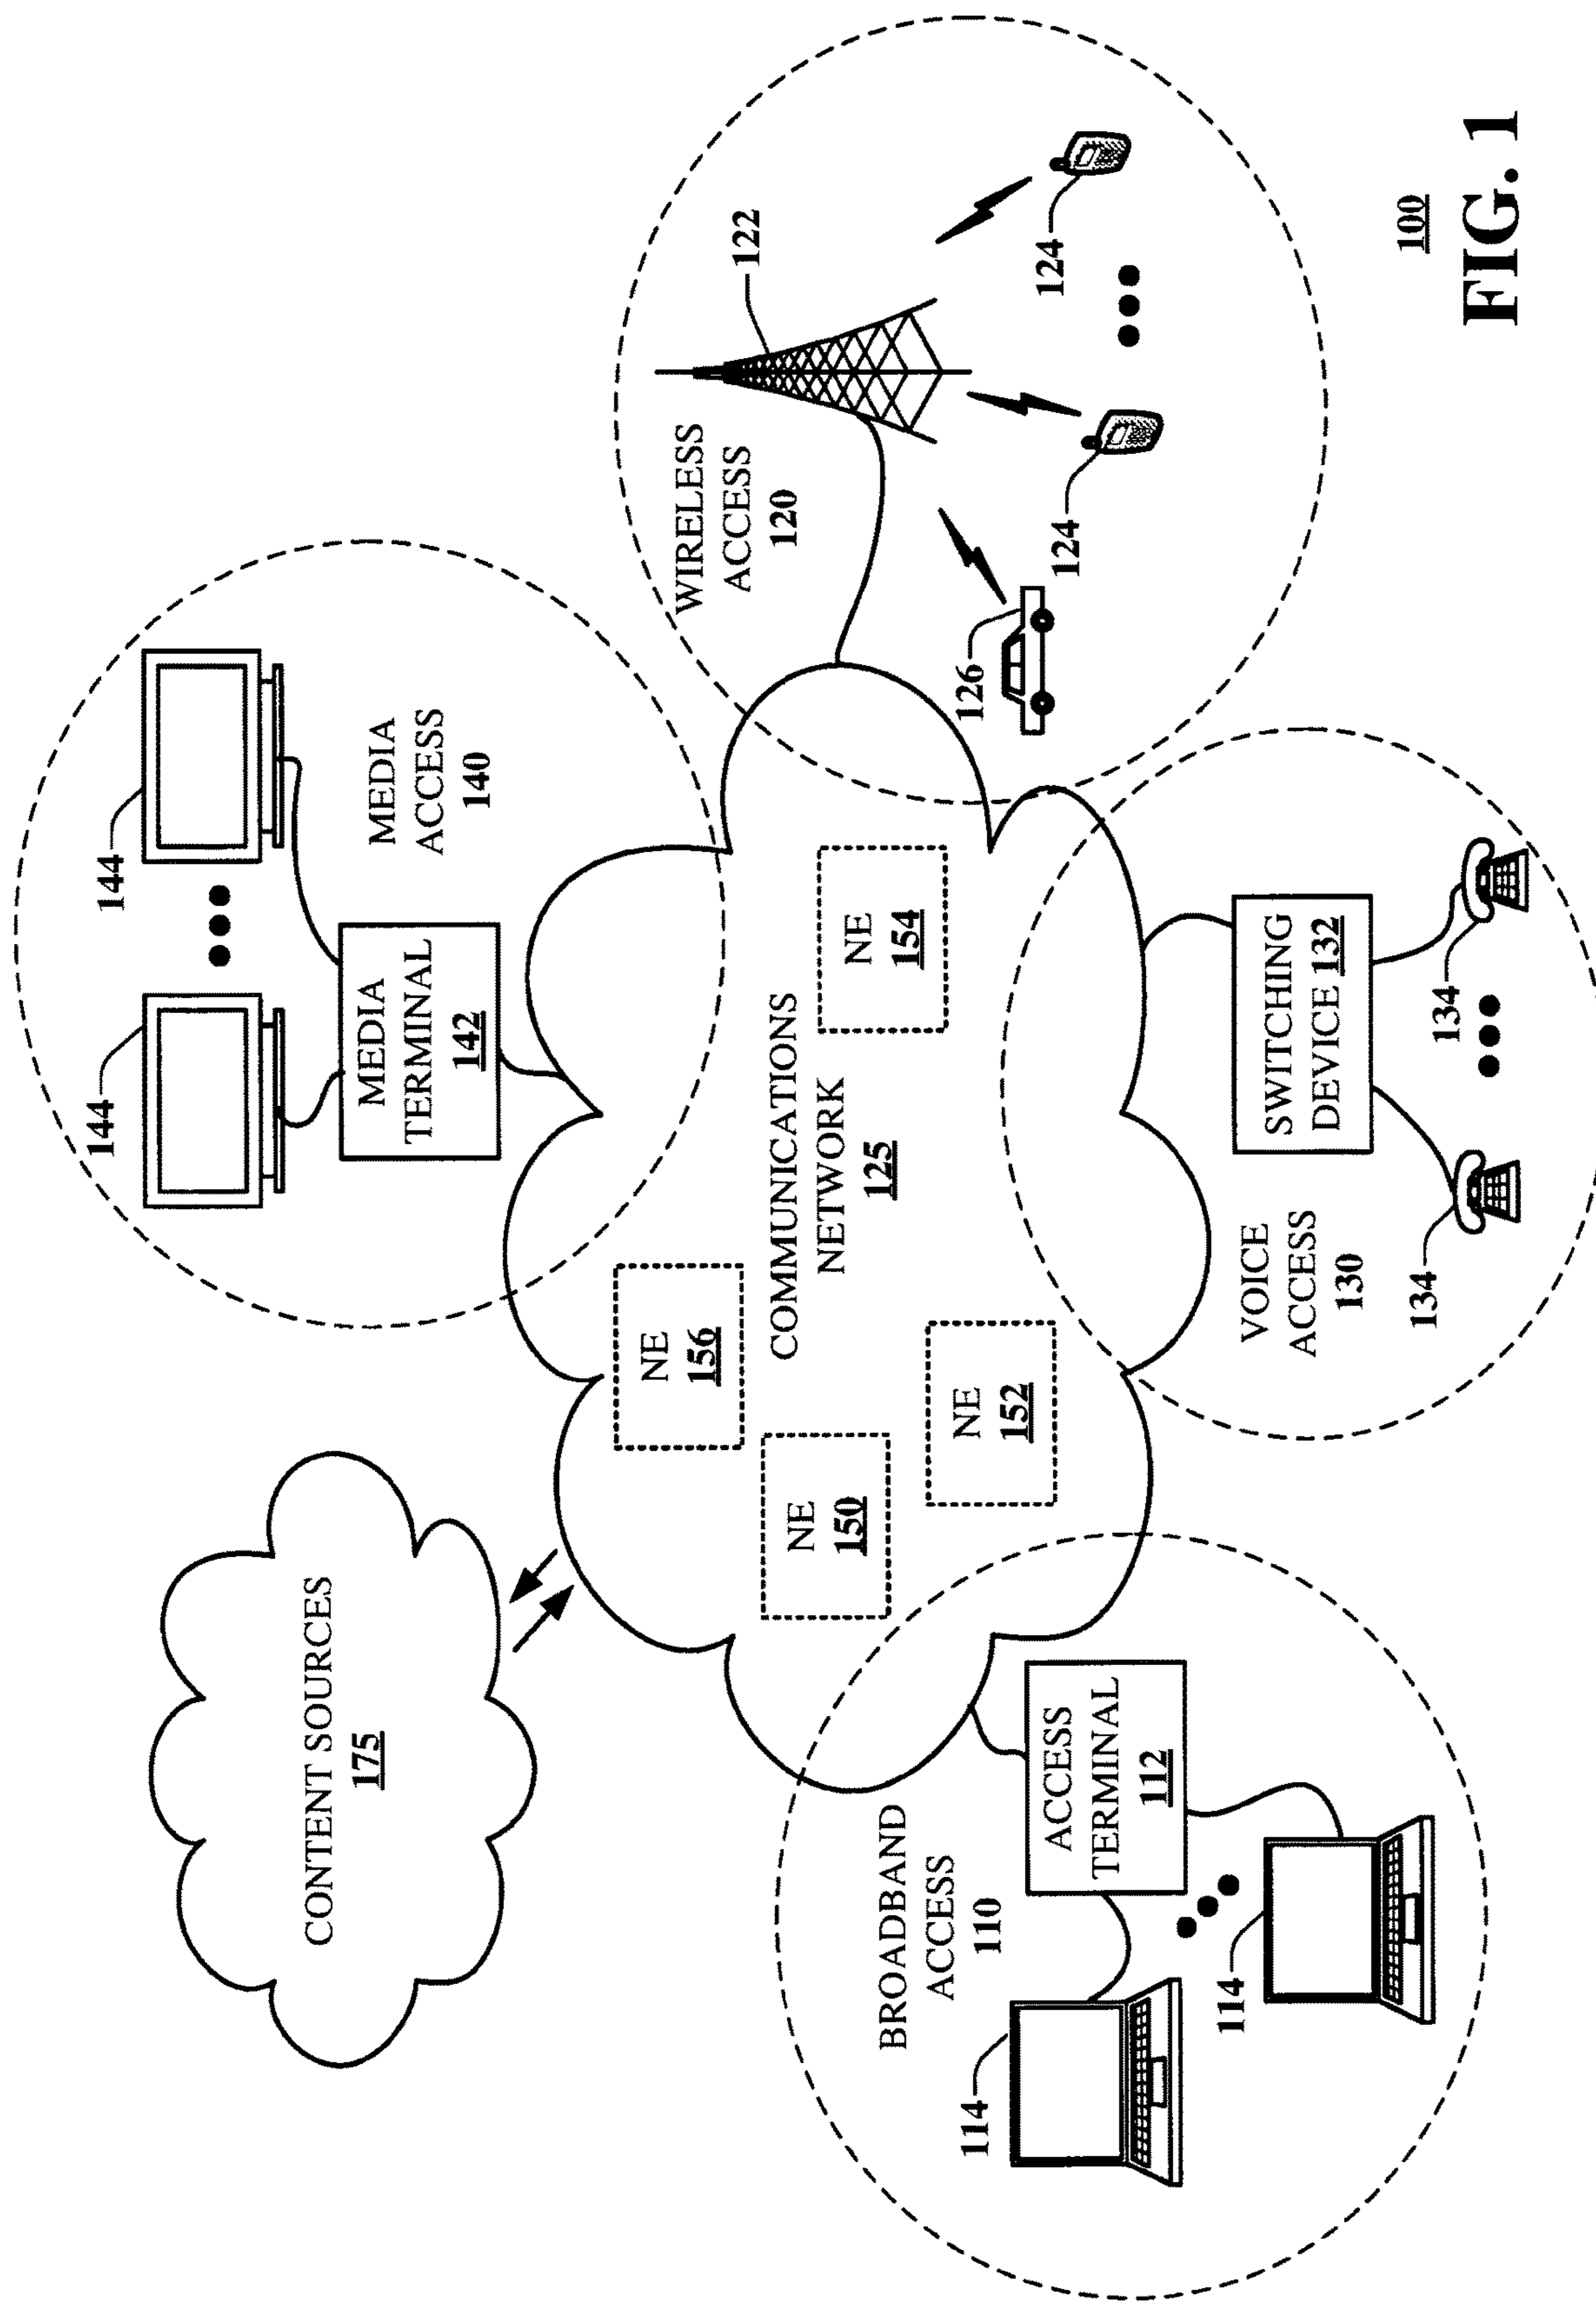 CONTENT SOURCES
175
144
144
MEDIA
TERMINAL
142
MEDIA
ACCESS
140
NE
156
NE
150
NE
152
COMMUNICATIONS
NETWORK
125
NE
154
WIRELESS
ACCESS
120
122
126
124
124
BROADBAND
ACCESS
110
ACCESS
TERMINAL
112
114
114
VOICE
ACCESS
130
SWITCHING
DEVICE 132
134
134
100
FIG. 1